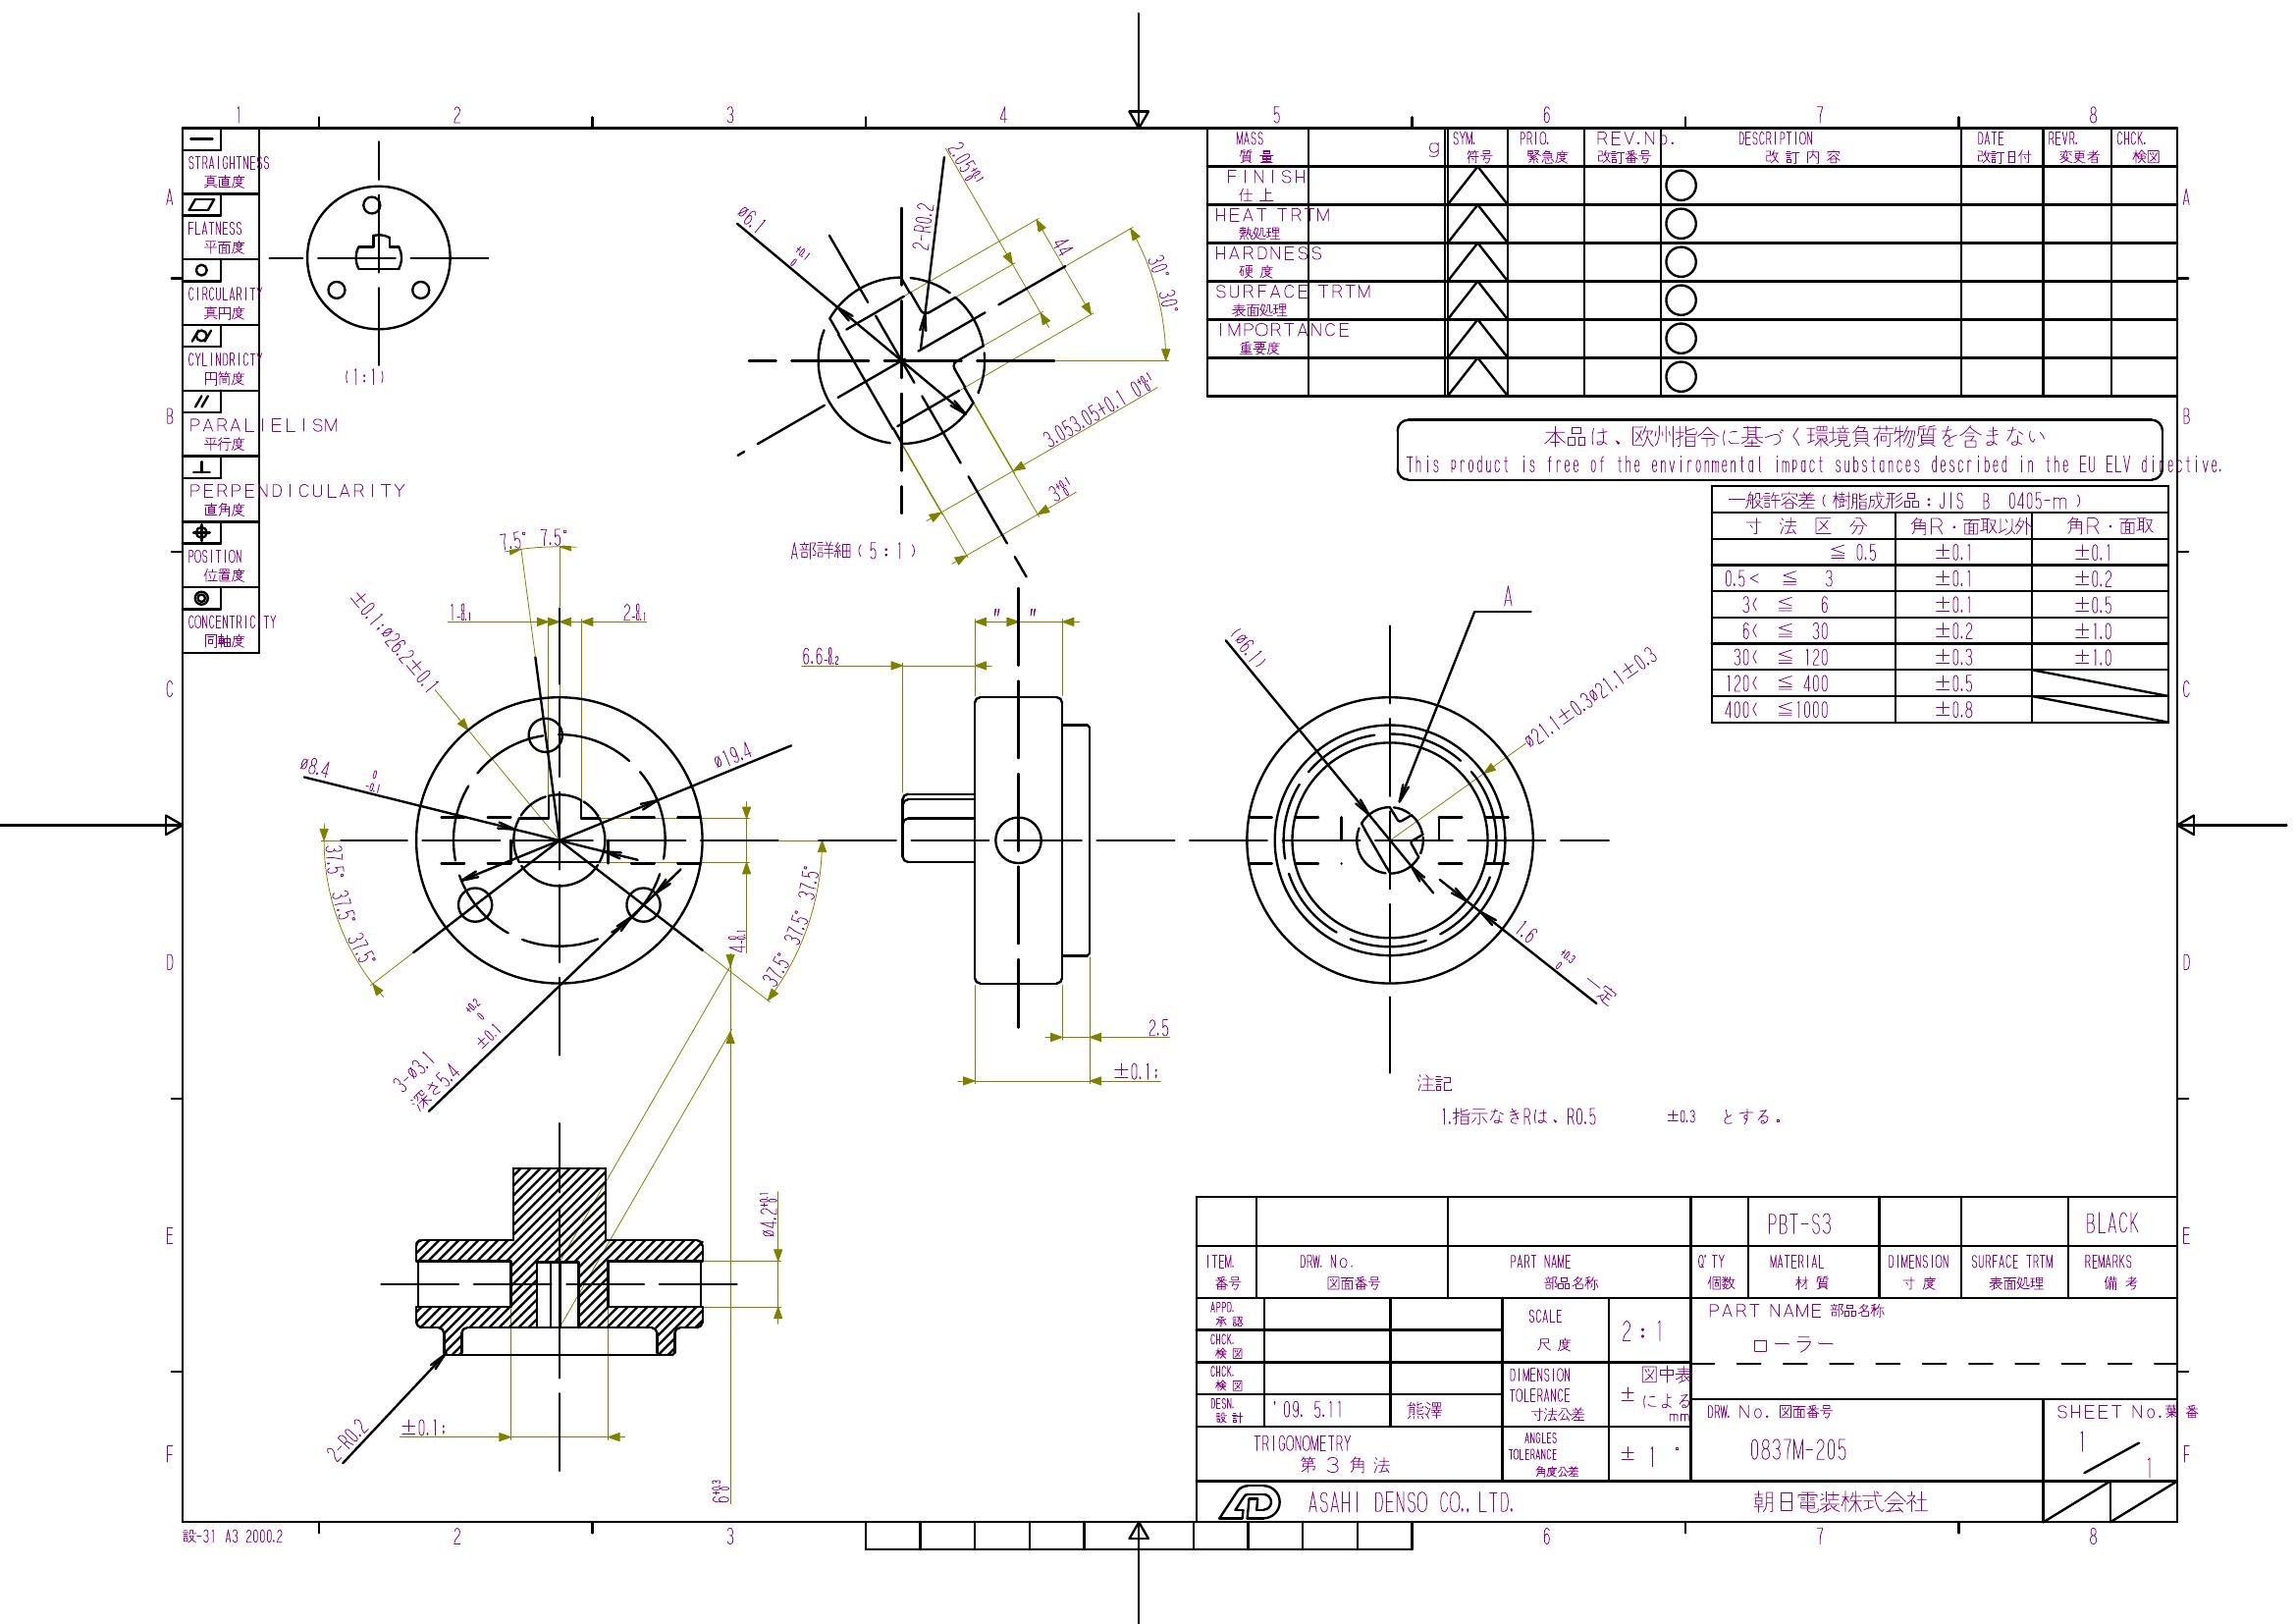 1 2 3 4 5 6 7 8
A B C D E F
STRAIGHTNESS
真直度
FLATNESS
平面度
CIRCULARITY
真円度
CYLINDRICTY
円筒度
PARALIELISM
平行度
PERPENDICULARITY
直角度
POSITION
位置度
CONCENTRICITY
同軸度
(1:1)
ø6.1 +0.1 0
2.05
2-R0.2
44
30° 30°
3.053.05+0.1 0
3
A部詳細(5:1)
MASS g SYM. PRIO. REV.No. DESCRIPTION DATE REVR. CHCK.
質量 符号 緊急度 改訂番号 改訂内容 改訂日付 変更者 検図
FINISH
仕上
HEAT TRTM
熱処理
HARDNESS
硬度
SURFACE TRTM
表面処理
IMPORTANCE
重要度
本品は、欧州指令に基づく環境負荷物質を含まない
This product is free of the environmental impact substances described in the EU ELV directive.
一般許容差(樹脂成形品:JIS B 0405-m)
寸法区分 角R・面取以外 角R・面取
≦ 0.5 ±0.1 ±0.1
0.5< ≦ 3 ±0.1 ±0.2
3< ≦ 6 ±0.1 ±0.5
6< ≦ 30 ±0.2 ±1.0
30< ≦ 120 ±0.3 ±1.0
120< ≦ 400 ±0.5
400< ≦1000 ±0.8
7.5° 7.5°
±0.1;ø26.2±0.1
1 2
ø8.4 0 -0.1
ø19.4
37.5° 37.5° 37.5°
37.5° 37.5° 37.5°
4
3-ø3.1 +0.2 0
深さ5.4 ±0.1
6.6
" "
2.5
±0.1;
A
(ø6.1)
ø21.1±0.3ø21.1±0.3
1.6 +0.3 0 一定
注記
1.指示なきRは、R0.5 ±0.3 とする。
ø4.2
2-R0.2
±0.1;
6
PBT-S3 BLACK
ITEM. DRW. No. PART NAME Q'TY MATERIAL DIMENSION SURFACE TRTM REMARKS
番号 図面番号 部品名称 個数 材質 寸度 表面処理 備考
APPD.
承認
CHCK.
検図
CHCK.
検図
DESN.
設計
'09. 5.11 熊澤
SCALE
尺度
2:1
DIMENSION
TOLERANCE
寸法公差
図中表
± による
mm
ANGLES
TOLERANCE
角度公差
± 1 °
TRIGONOMETRY
第3角法
PART NAME 部品名称
ローラー
DRW. No. 図面番号
0837M-205
SHEET No.葉番
1
1
AD ASAHI DENSO CO., LTD. 朝日電装株式会社
設-31 A3 2000.2
2 3 6 7 8